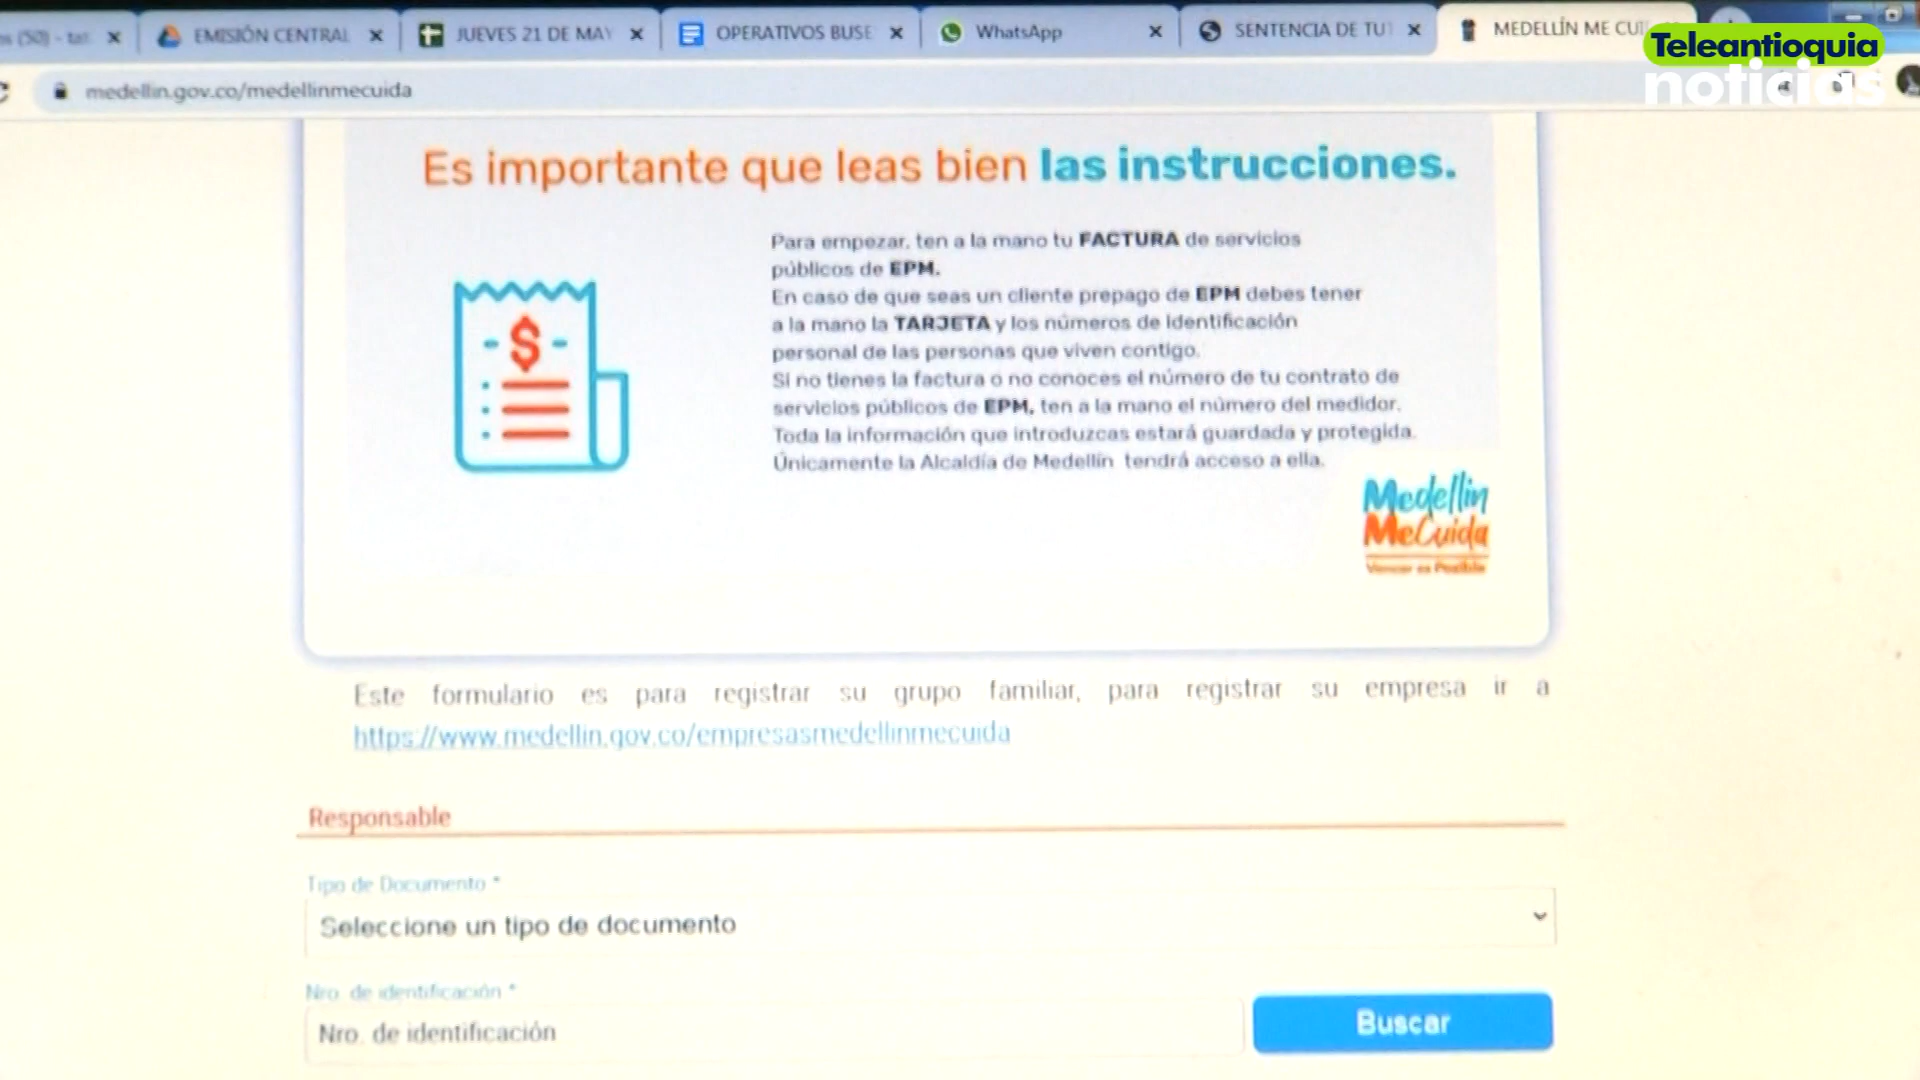 EMISIÓN CENTRAL
JUEVES 21 DE MAY
OPERATIVOS BUSE
WhatsApp
SENTENCIA DE TUT
MEDELLÍN ME CUI
Teleantioquia
noticias
medellin.gov.co/medellinmecuida
Es importante que leas bien las instrucciones.
Para empezar, ten a la mano tu FACTURA de servicios
públicos de EPM.
En caso de que seas un cliente prepago de EPM debes tener
a la mano la TARJETA y los números de identificación
personal de las personas que viven contigo.
Si no tienes la factura o no conoces el número de tu contrato de
servicios públicos de EPM, ten a la mano el número del medidor.
Toda la información que introduzcas estará guardada y protegida.
Únicamente la Alcaldía de Medellín tendrá acceso a ella.
Medellín
MeCuida
Vencer es Posible
Este formulario es para registrar su grupo familiar, para registrar su empresa ir a
https://www.medellin.gov.co/empresasmedellinmecuida
Responsable
Tipo de Documento *
Seleccione un tipo de documento
Nro. de identificación *
Nro. de identificación
Buscar